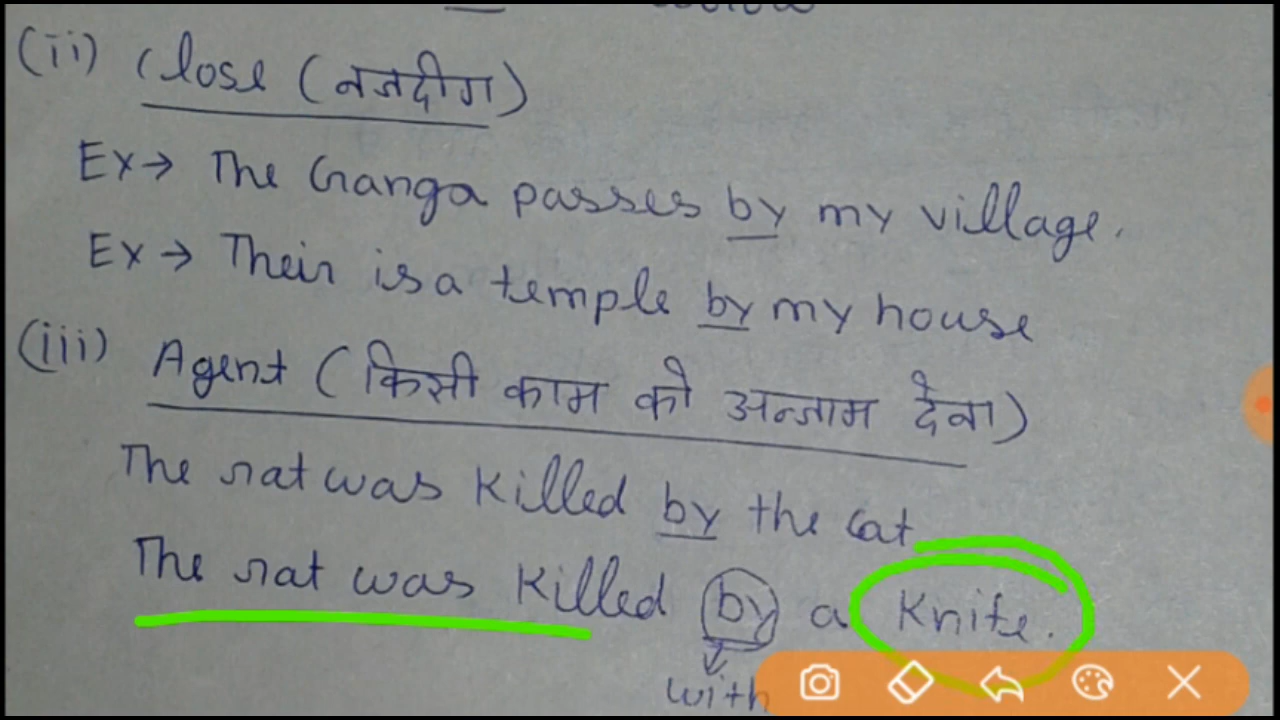 (ii) Close (नजदीग)
Ex→ The Ganga passes by my village.
Ex→ Their is a temple by my house
(iii) Agent (किसी काम को अन्जाम देना)
The rat was killed by the cat
The rat was killed by a Knife.
with